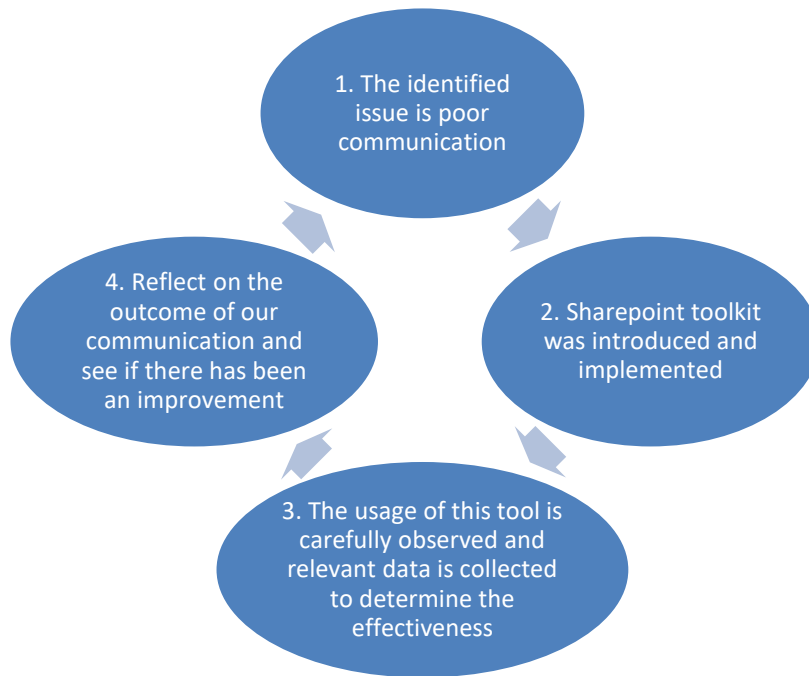 1. The identified
issue is poor
communication
2. Sharepoint toolkit
was introduced and
implemented
3. The usage of this tool is
carefully observed and
relevant data is collected
to determine the
effectiveness
4. Reflect on the
outcome of our
communication and
see if there has been
an improvement